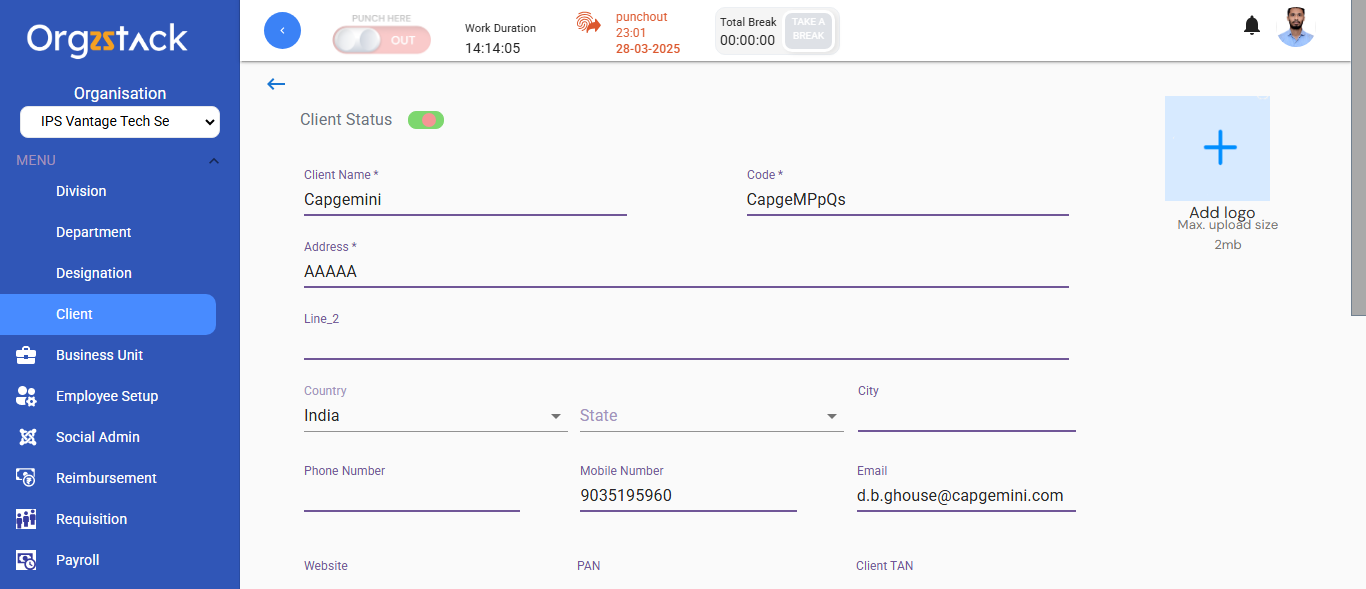 Orgzstack
Organisation
IPS Vantage Tech Se
MENU
Division
Department
Designation
Client
Business Unit
Employee Setup
Social Admin
Reimbursement
Requisition
Payroll
PUNCH HERE
OUT
Work Duration
14:14:05
punchout
23:01
28-03-2025
Total Break
00:00:00
TAKE A
BREAK
Client Status
Client Name *
Capgemini
Code *
CapgeMPpQs
Address *
AAAAA
Line_2
Country
India
State
City
Phone Number
Mobile Number
9035195960
Email
d.b.ghouse@capgemini.com
Website
PAN
Client TAN
Add logo
Max. upload size
2mb